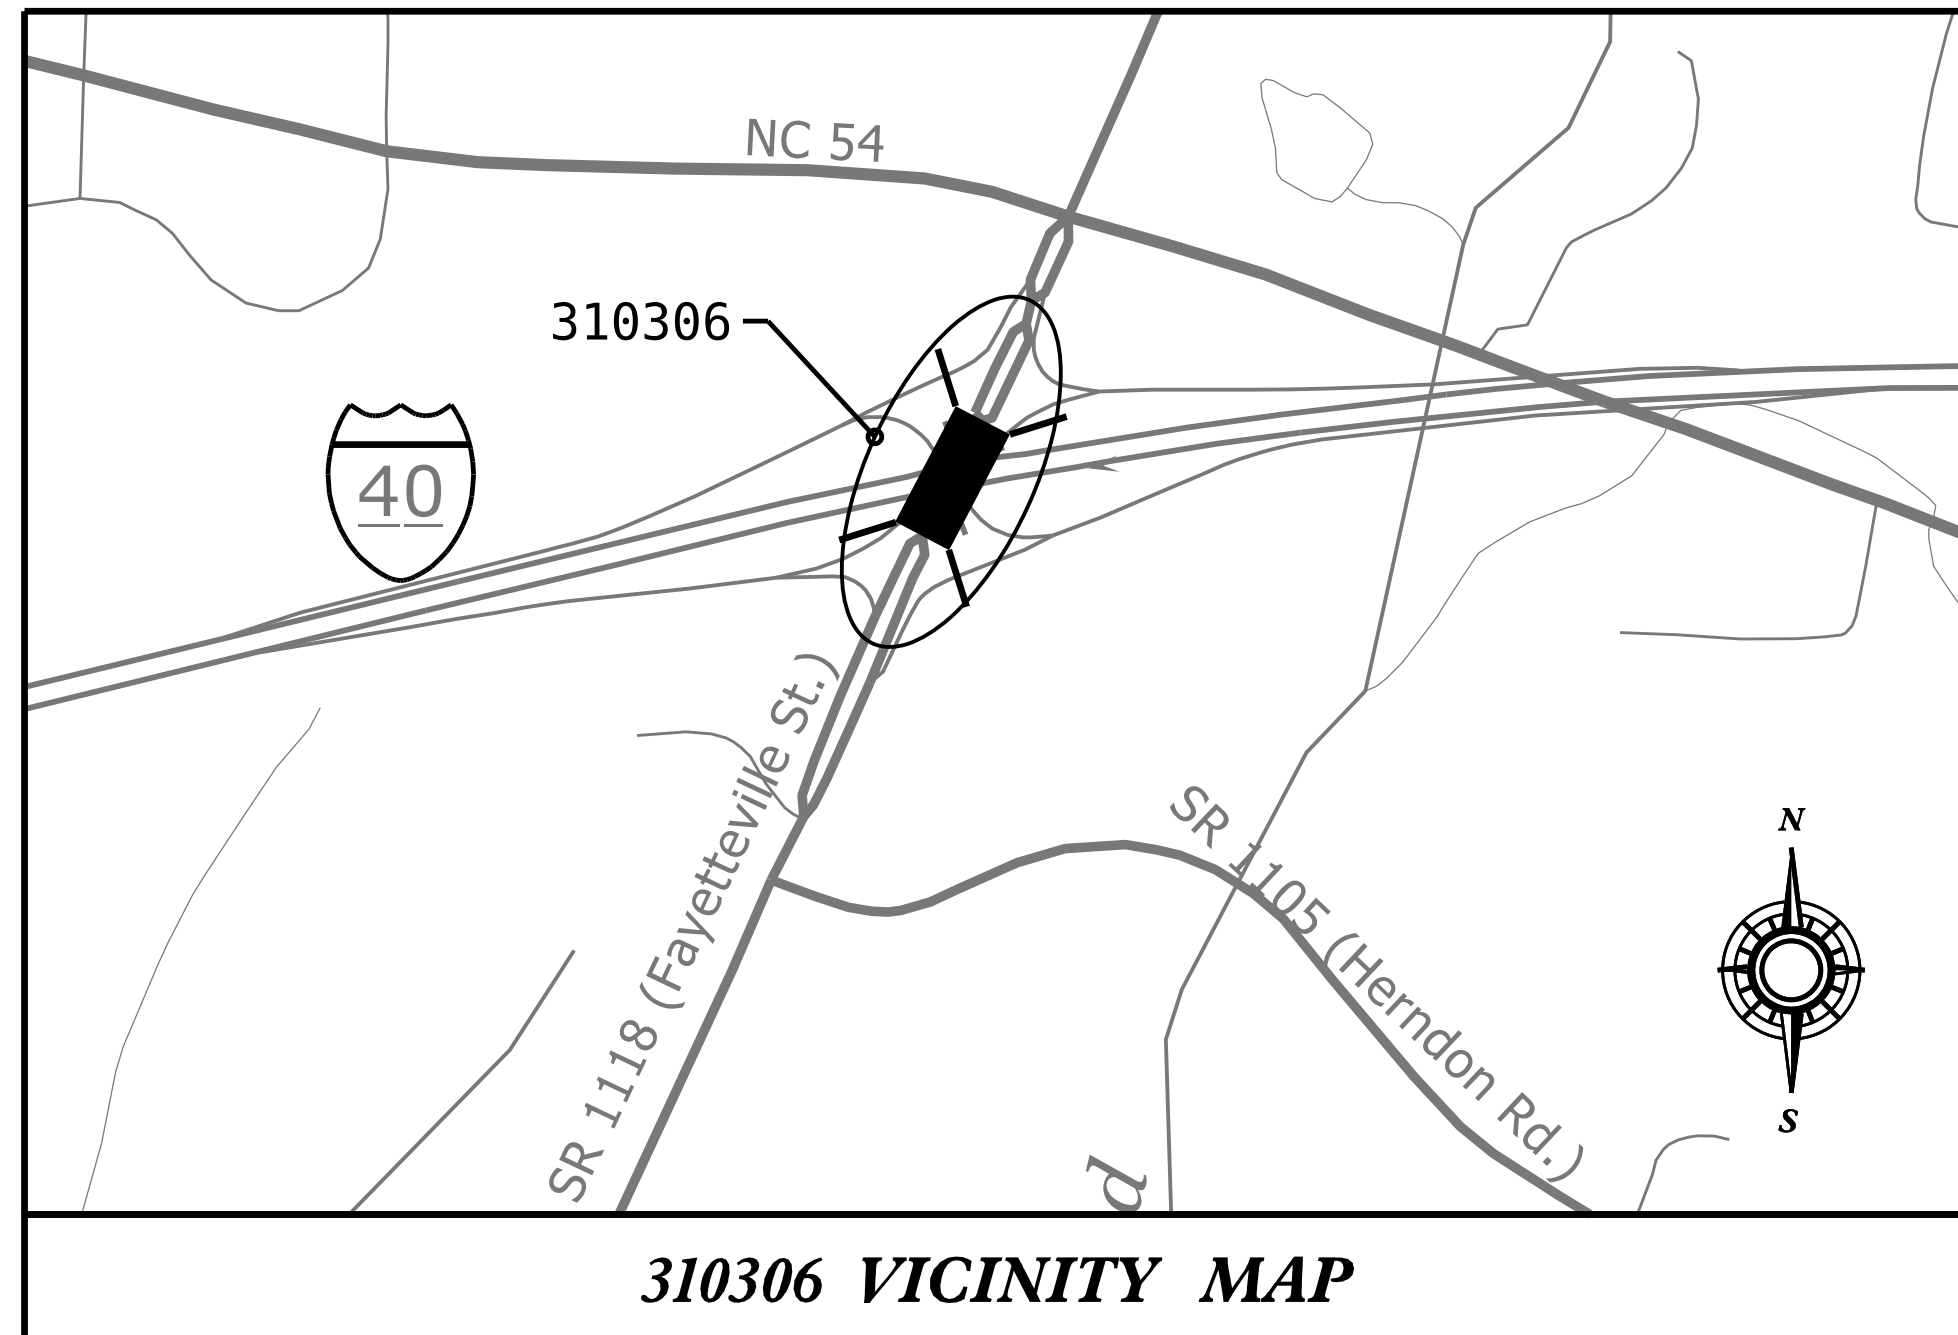 NC 54
310306
40
SR 1118 (Fayetteville St.)
SR 1105 (Herndon Rd.)
N
S
d
310306 VICINITY MAP